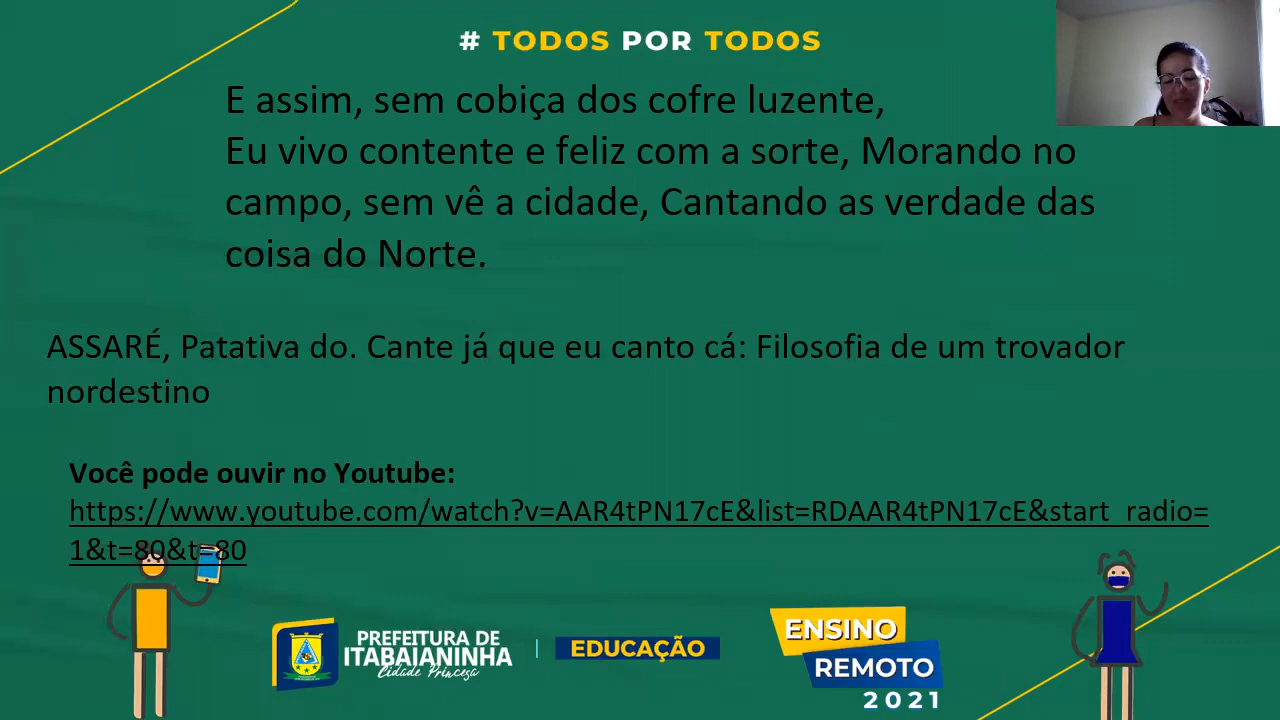 # TODOS POR TODOS
E assim, sem cobiça dos cofre luzente,
Eu vivo contente e feliz com a sorte, Morando no
campo, sem vê a cidade, Cantando as verdade das
coisa do Norte.
ASSARÉ, Patativa do. Cante já que eu canto cá: Filosofia de um trovador
nordestino
Você pode ouvir no Youtube:
https://www.youtube.com/watch?v=AAR4tPN17cE&list=RDAAR4tPN17cE&start_radio=
1&t=80&t=80
PREFEITURA DE
ITABAIANINHA
Cidade Princesa
EDUCAÇÃO
ENSINO
REMOTO
2021